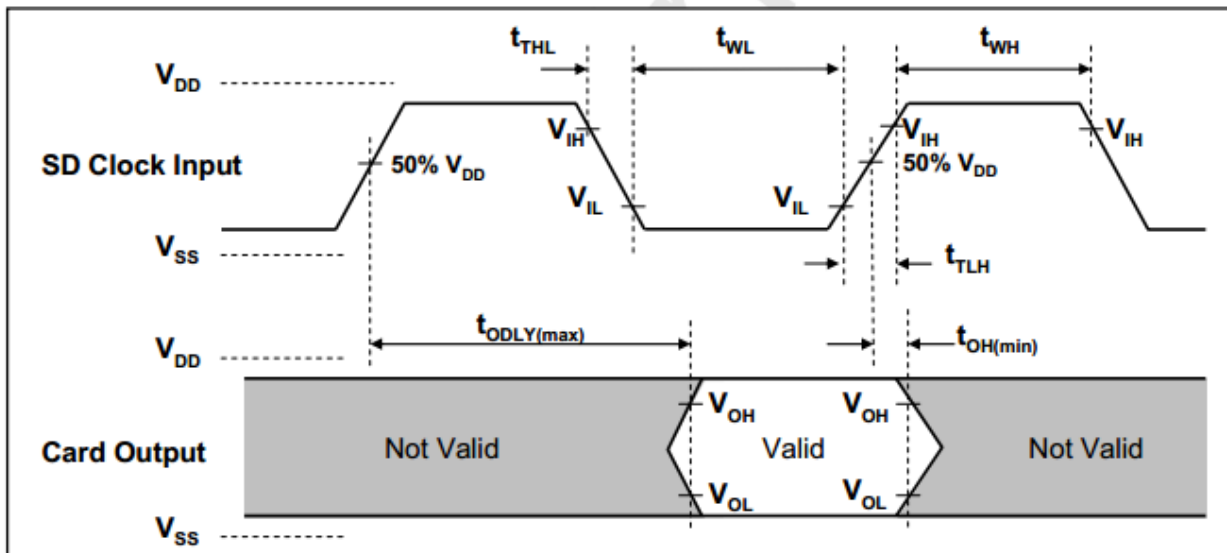 tTHL tWL tWH
VDD
VIH VIH VIH
SD Clock Input 50% VDD 50% VDD
VIL VIL
VSS
tTLH
tODLY(max)
tOH(min)
VDD
VOH VOH
Card Output Not Valid Valid Not Valid
VOL VOL
VSS